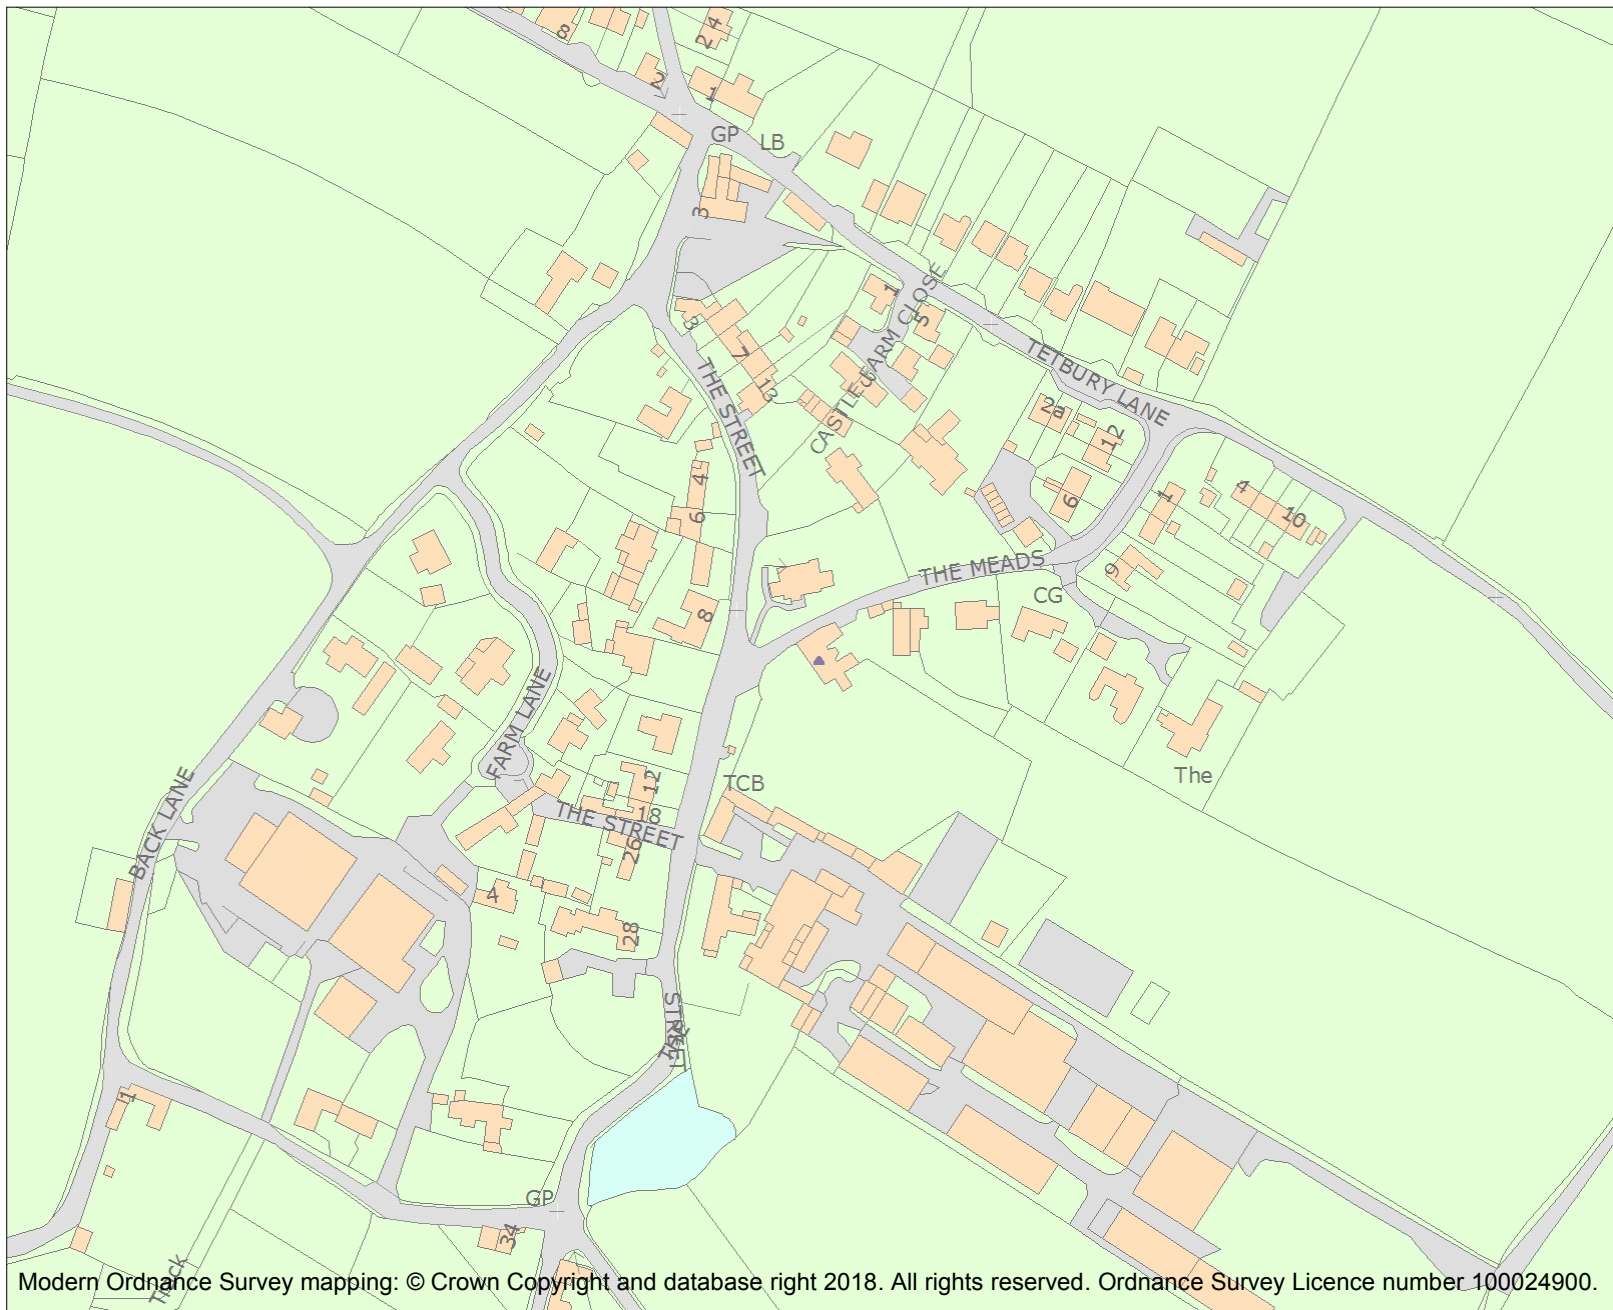 8
2
4
2
1
GP LB
3
1
5
CASTLE FARM CLOSE
3
7
13
THE STREET
TETBURY LANE
2a
12
6
1
4
10
9
4
6
8
THE MEADS
CG
FARM LANE
12
18
26
THE STREET
TCB
The
BACK LANE
4
28
THE
STREET
1
GP
34
Track
Modern Ordnance Survey mapping: © Crown Copyright and database right 2018. All rights reserved. Ordnance Survey Licence number 100024900.